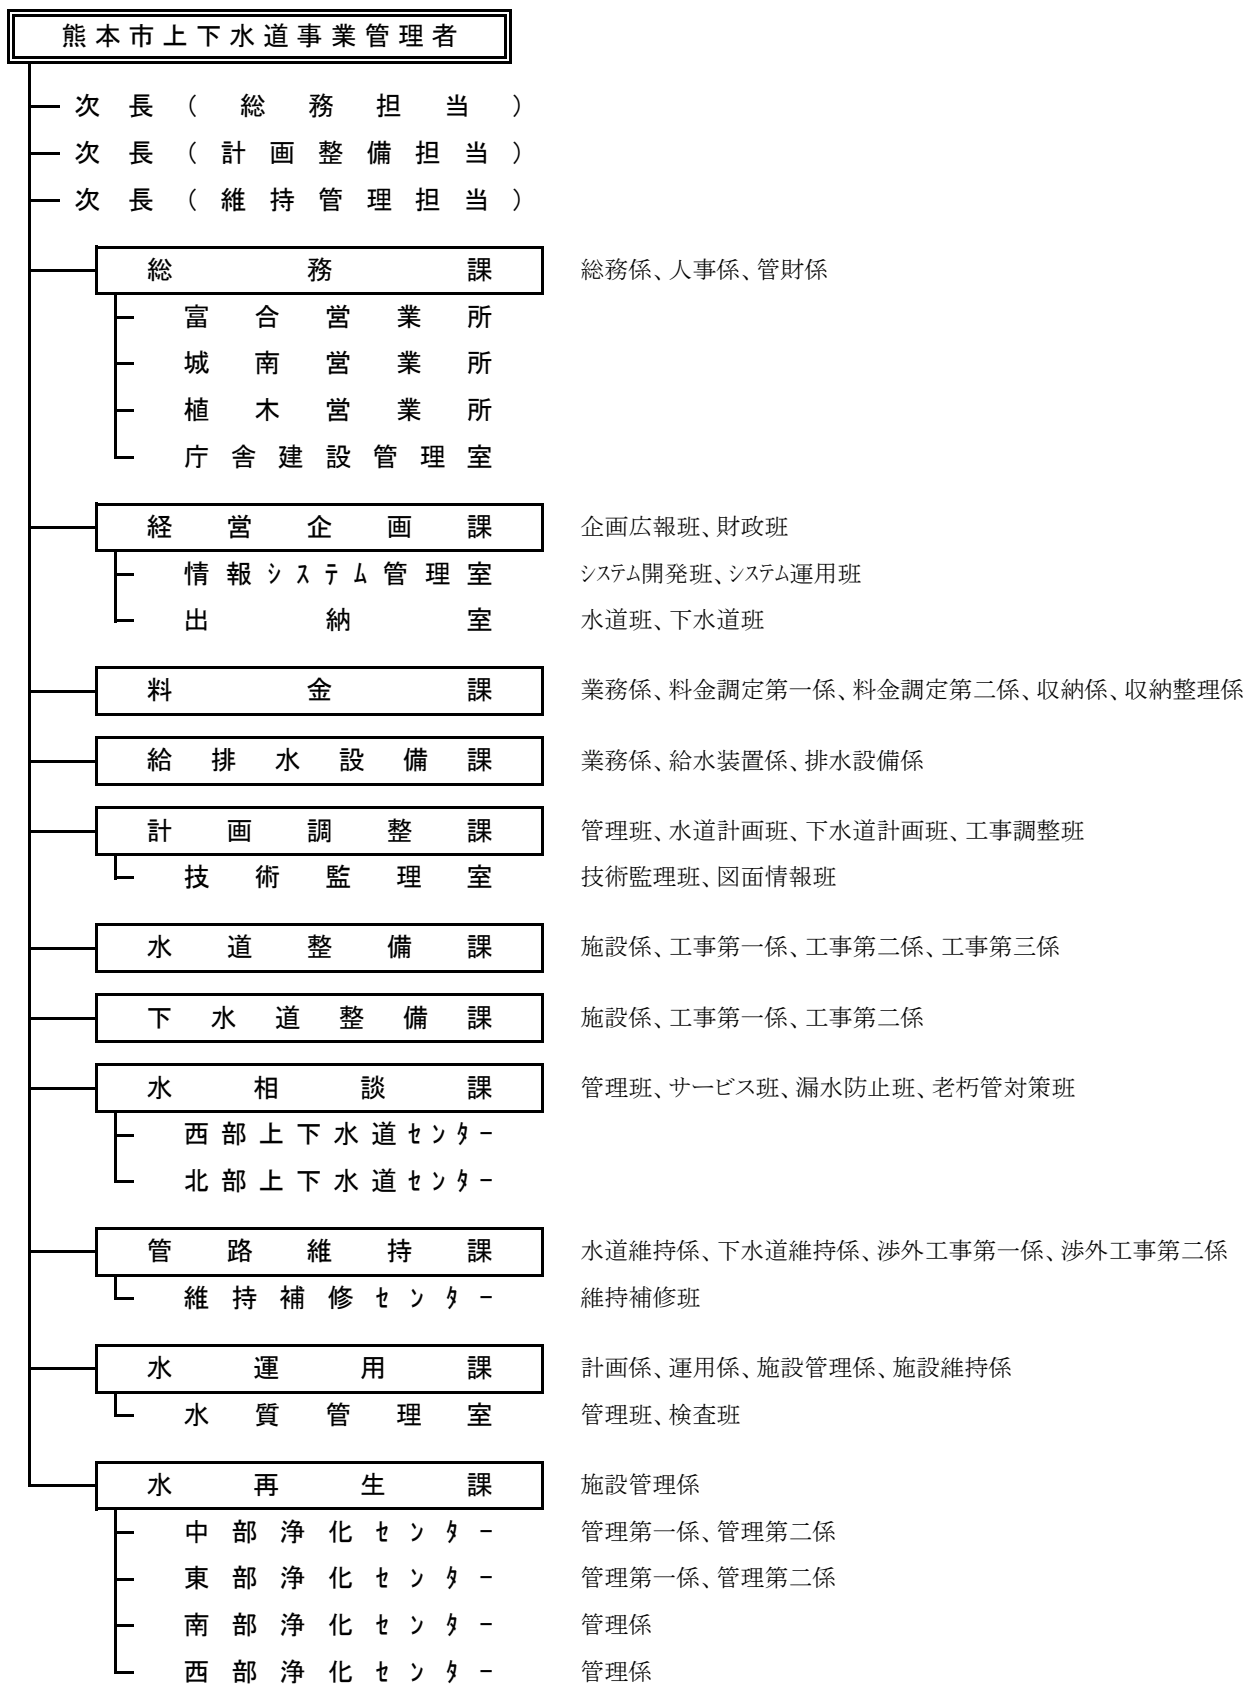 熊本市上下水道事業管理者
次長（総務担当）
次長（計画整備担当）
次長（維持管理担当）
総務課 総務係、人事係、管財係
富合営業所
城南営業所
植木営業所
庁舎建設管理室
経営企画課 企画広報班、財政班
情報ｼｽﾃﾑ管理室 ｼｽﾃﾑ開発班、ｼｽﾃﾑ運用班
出納室 水道班、下水道班
料金課 業務係、料金調定第一係、料金調定第二係、収納係、収納整理係
給排水設備課 業務係、給水装置係、排水設備係
計画調整課 管理班、水道計画班、下水道計画班、工事調整班
技術監理室 技術監理班、図面情報班
水道整備課 施設係、工事第一係、工事第二係、工事第三係
下水道整備課 施設係、工事第一係、工事第二係
水相談課 管理班、サービス班、漏水防止班、老朽管対策班
西部上下水道ｾﾝﾀｰ
北部上下水道ｾﾝﾀｰ
管路維持課 水道維持係、下水道維持係、渉外工事第一係、渉外工事第二係
維持補修ｾﾝﾀｰ 維持補修班
水運用課 計画係、運用係、施設管理係、施設維持係
水質管理室 管理班、検査班
水再生課 施設管理係
中部浄化ｾﾝﾀｰ 管理第一係、管理第二係
東部浄化ｾﾝﾀｰ 管理第一係、管理第二係
南部浄化ｾﾝﾀｰ 管理係
西部浄化ｾﾝﾀｰ 管理係